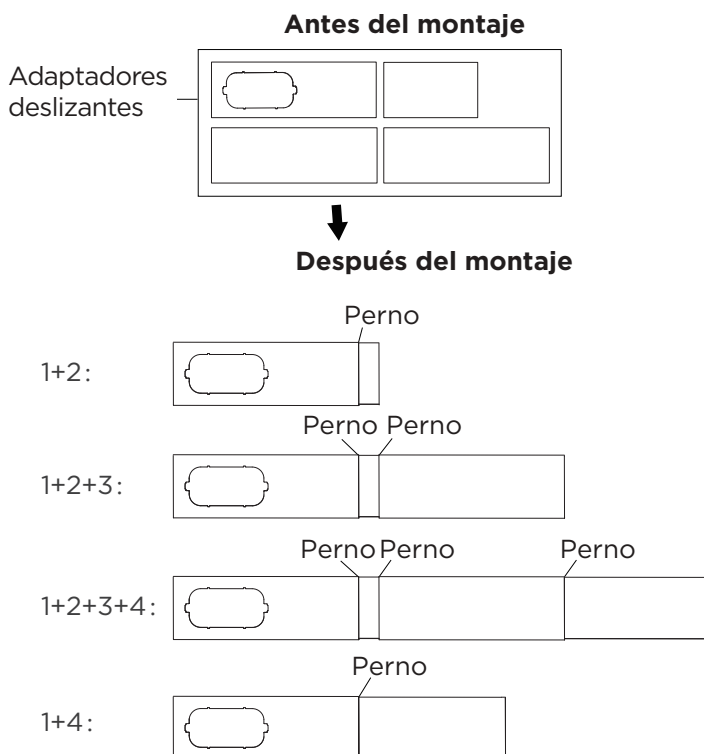 Antes del montaje
Adaptadores
deslizantes
Después del montaje
Perno
1+2:
Perno Perno
1+2+3:
Perno Perno Perno
1+2+3+4:
Perno
1+4: